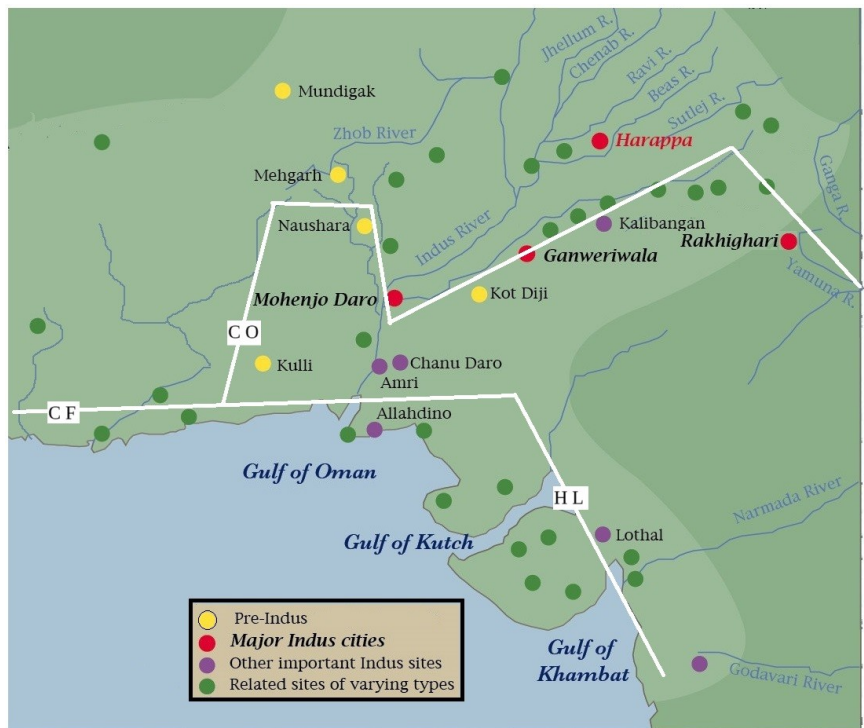 Jhellum R.
Chenab R.
Ravi R.
Beas R.
Sutlej R.
Mundigak
Zhob River
Harappa
Ganga R.
Mehgarh
Naushara
Indus River
Kalibangan
Rakhighari
Ganweriwala
Yamuna R.
Mohenjo Daro
Kot Diji
C O
Kulli
Chanu Daro
Amri
C F
Allahdino
Gulf of Oman
H L
Narmada River
Gulf of Kutch
Lothal
Pre-Indus
Major Indus cities
Other important Indus sites
Related sites of varying types
Gulf of
Khambat
Godavari River